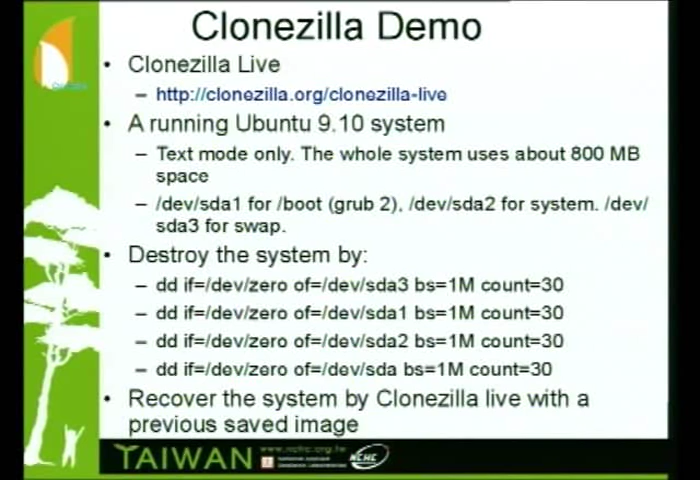 Clonezilla Demo
• Clonezilla Live
– http://clonezilla.org/clonezilla-live
• A running Ubuntu 9.10 system
– Text mode only. The whole system uses about 800 MB
space
– /dev/sda1 for /boot (grub 2), /dev/sda2 for system. /dev/
sda3 for swap.
• Destroy the system by:
– dd if=/dev/zero of=/dev/sda3 bs=1M count=30
– dd if=/dev/zero of=/dev/sda1 bs=1M count=30
– dd if=/dev/zero of=/dev/sda2 bs=1M count=30
– dd if=/dev/zero of=/dev/sda bs=1M count=30
• Recover the system by Clonezilla live with a
previous saved image
TAIWAN
www.nchc.org.tw
NCHC